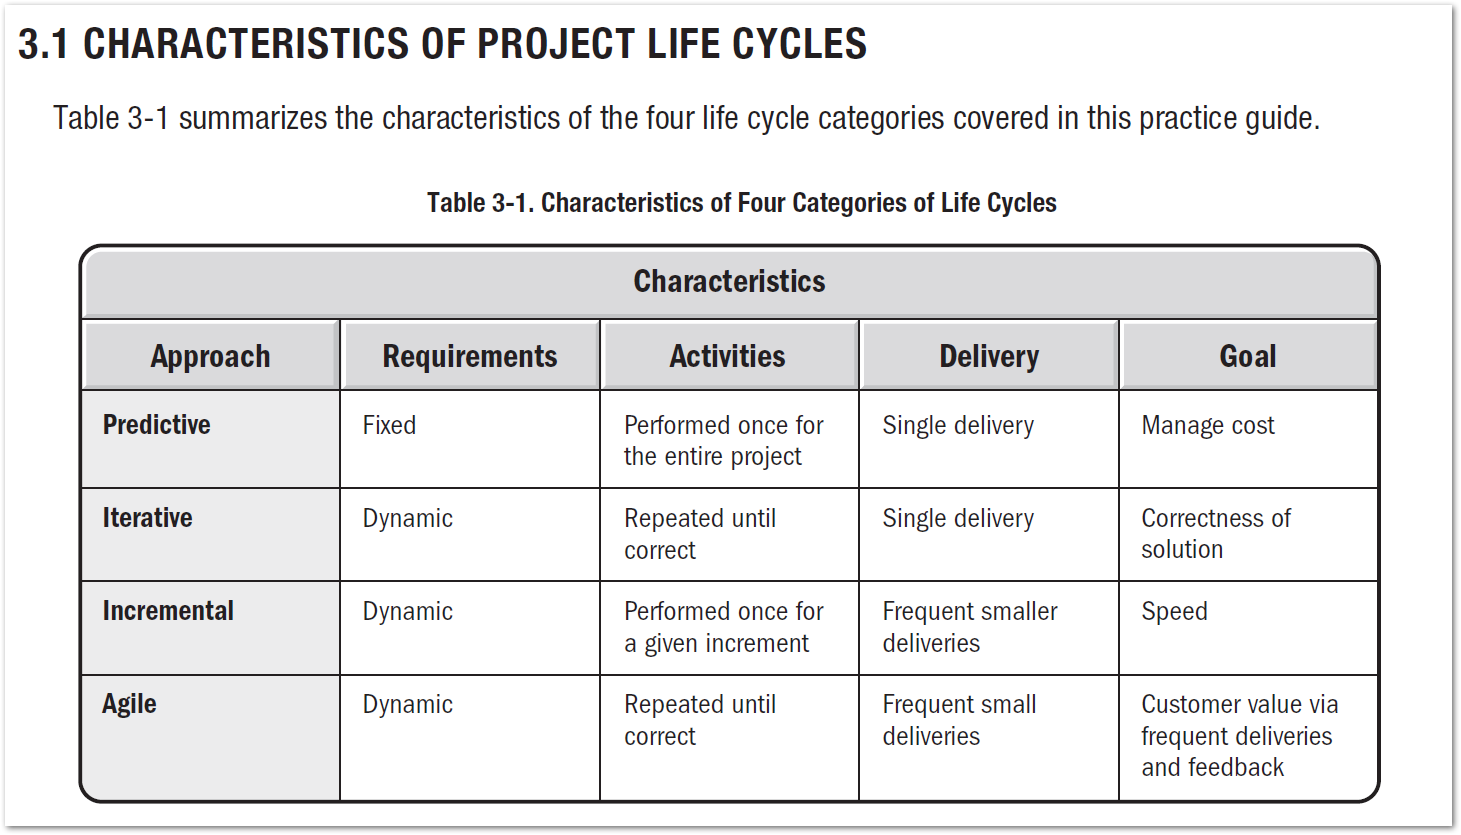 3.1 CHARACTERISTICS OF PROJECT LIFE CYCLES
Table 3-1 summarizes the characteristics of the four life cycle categories covered in this practice guide.
Table 3-1. Characteristics of Four Categories of Life Cycles
Characteristics
Approach Requirements Activities Delivery Goal
Predictive Fixed Performed once for Single delivery Manage cost
the entire project
Iterative Dynamic Repeated until Single delivery Correctness of
correct solution
Incremental Dynamic Performed once for Frequent smaller Speed
a given increment deliveries
Agile Dynamic Repeated until Frequent small Customer value via
correct deliveries frequent deliveries
and feedback